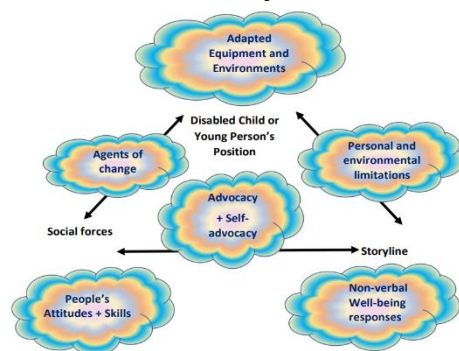 Adapted
Equipment and
Environments
Disabled Child or
Young Person's
Position
Agents of
change
Personal and
environmental
limitations
Advocacy
+ Self-
advocacy
Social forces
Storyline
People's
Attitudes + Skills
Non-verbal
Well-being
responses